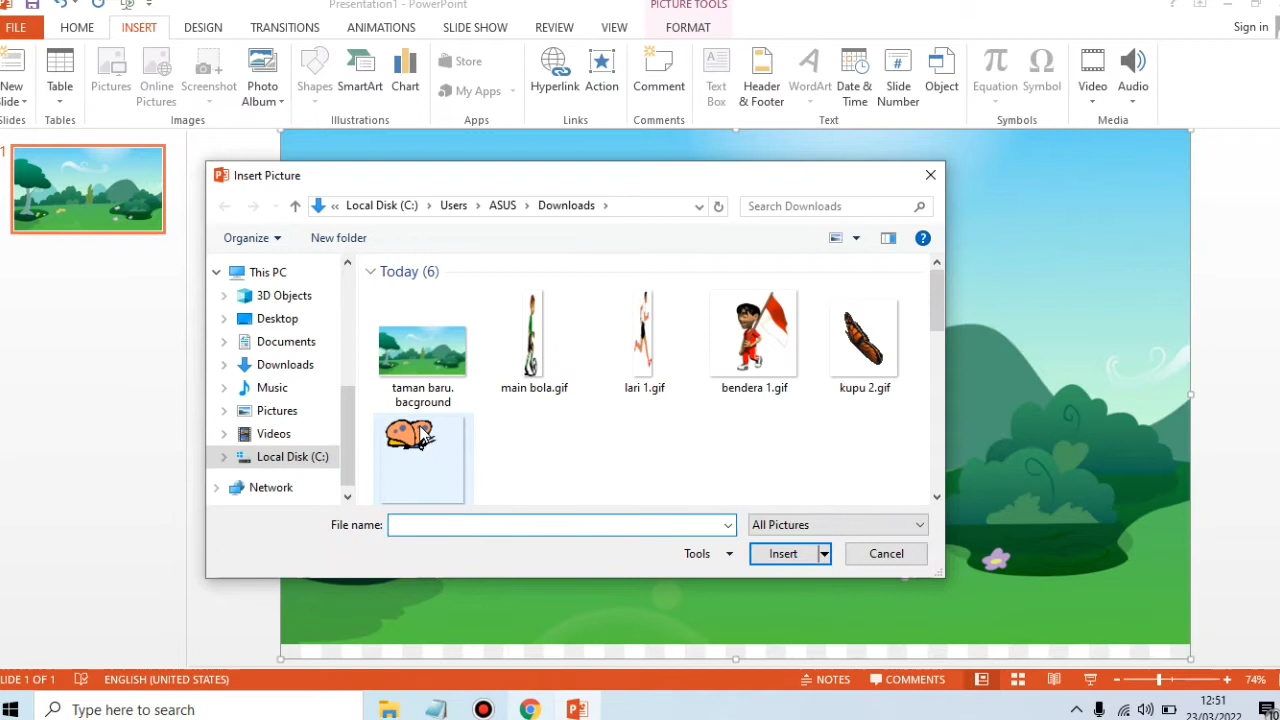 Presentation1 - PowerPoint
PICTURE TOOLS
FILE
HOME
INSERT
DESIGN
TRANSITIONS
ANIMATIONS
SLIDE SHOW
REVIEW
VIEW
FORMAT
Sign in
New
Slide
Table
Pictures
Online
Pictures
Screenshot
Photo
Album
Shapes
SmartArt
Chart
Store
My Apps
Hyperlink
Action
Comment
Text
Box
Header
& Footer
WordArt
Date &
Time
Slide
Number
Object
Equation
Symbol
Video
Audio
Slides
Tables
Images
Illustrations
Apps
Links
Comments
Text
Symbols
Media
1
Insert Picture
« Local Disk (C:) › Users › ASUS › Downloads ›
Search Downloads
Organize
New folder
This PC
3D Objects
Desktop
Documents
Downloads
Music
Pictures
Videos
Local Disk (C:)
Network
Today (6)
taman baru.
bacground
main bola.gif
lari 1.gif
bendera 1.gif
kupu 2.gif
File name:
All Pictures
Tools
Insert
Cancel
SLIDE 1 OF 1
ENGLISH (UNITED STATES)
NOTES
COMMENTS
74%
Type here to search
12:51
23/03/2022